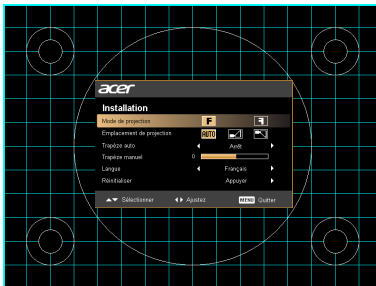 acer
Installation
Mode de projection F F
Emplacement de projection AUTO
Trapèze auto Arrêt
Trapèze manuel 0
Langue Français
Réinitialiser Appuyer
Sélectionner Ajustez MENU Quitter